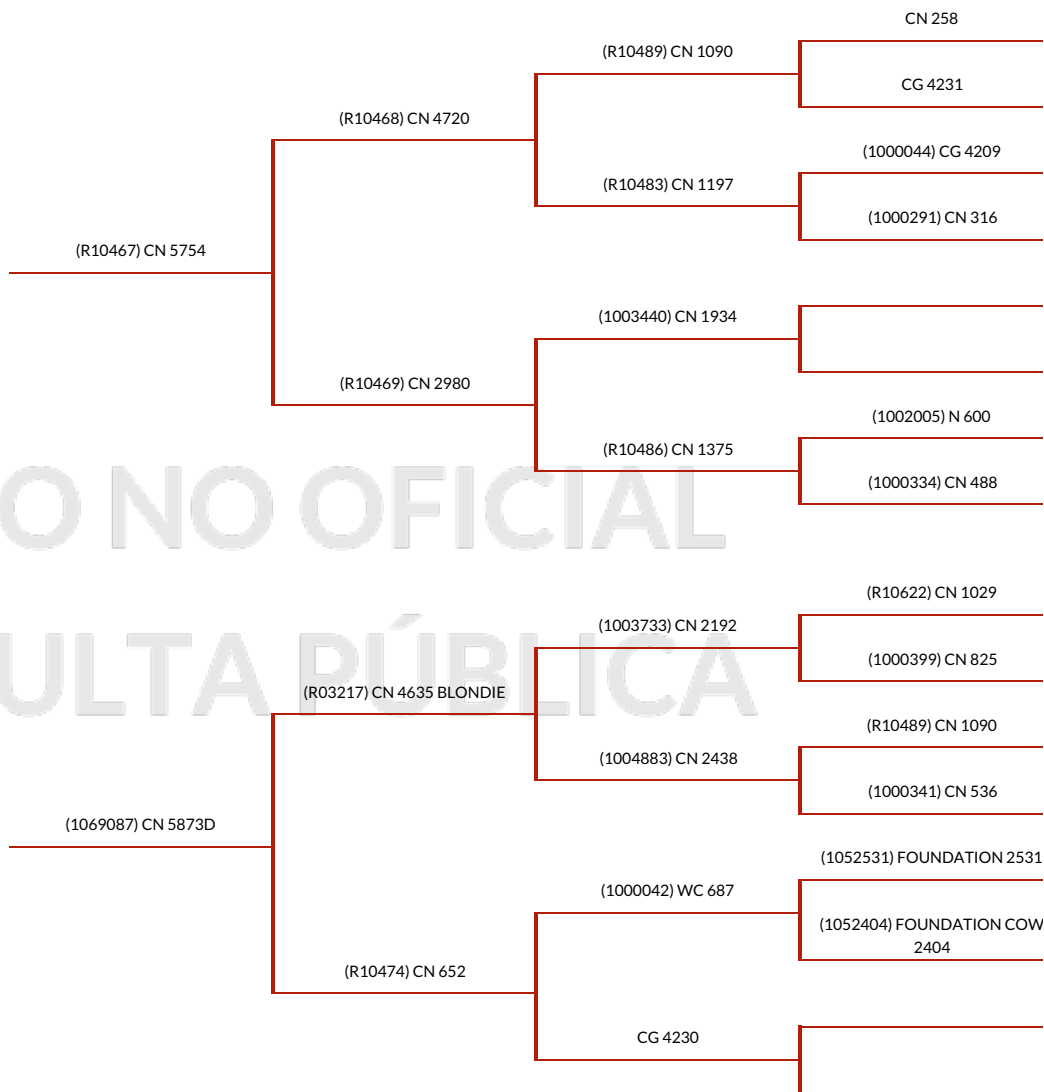 CN 258
(R10489) CN 1090
CG 4231
(R10468) CN 4720
(1000044) CG 4209
(R10483) CN 1197
(1000291) CN 316
(R10467) CN 5754
(1003440) CN 1934
(R10469) CN 2980
(1002005) N 600
(R10486) CN 1375
(1000334) CN 488
O NO OFICIAL
(R10622) CN 1029
(1003733) CN 2192
(1000399) CN 825
ULTA PÚBLICA
(R03217) CN 4635 BLONDIE
(R10489) CN 1090
(1004883) CN 2438
(1000341) CN 536
(1069087) CN 5873D
(1052531) FOUNDATION 2531
(1000042) WC 687
(1052404) FOUNDATION COW
2404
(R10474) CN 652
CG 4230